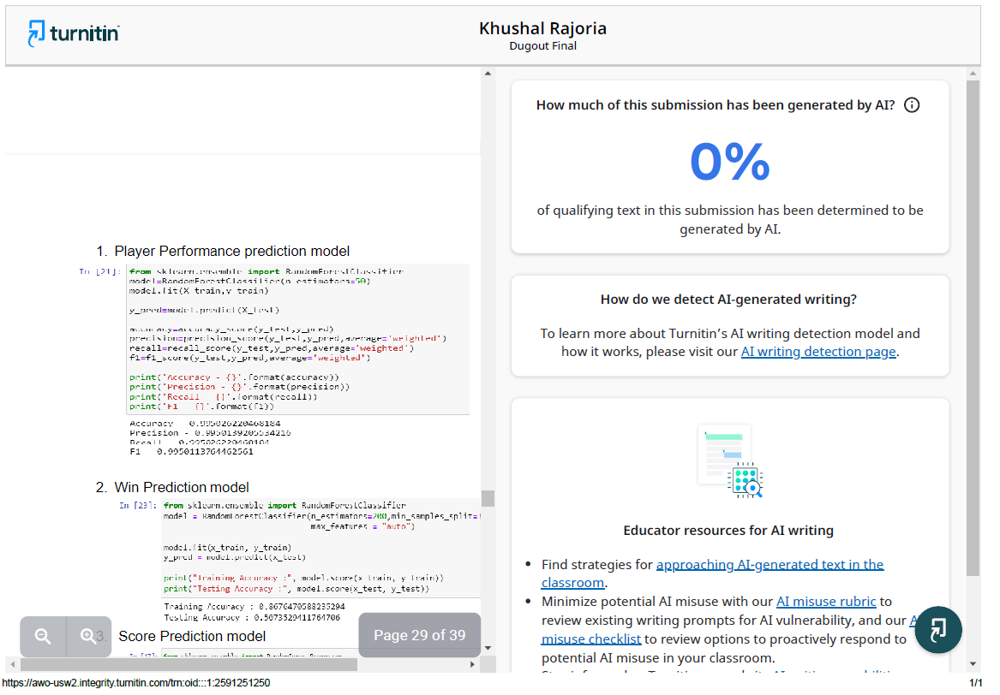 turnitin
Khushal Rajoria
Dugout Final
1. Player Performance prediction model
In [21]: from sklearn.ensemble import RandomForestClassifier
model=RandomForestClassifier(n_estimators=50)
model.fit(X_train,y_train)
y_pred=model.predict(X_test)
accuracy=accuracy_score(y_test,y_pred)
precision=precision_score(y_test,y_pred,average='weighted')
recall=recall_score(y_test,y_pred,average='weighted')
f1=f1_score(y_test,y_pred,average='weighted')
print('Accuracy - {}'.format(accuracy))
print('Precision - {}'.format(precision))
print('Recall - {}'.format(recall))
print('F1 - {}'.format(f1))
Accuracy - 0.995026220468184
Precision - 0.9950139205534216
Recall - 0.995026220468184
F1 - 0.9950113764462561
2. Win Prediction model
In [23]: from sklearn.ensemble import RandomForestClassifier
model = RandomForestClassifier(n_estimators=200,min_samples_split=
max_features = "auto")
model.fit(x_train, y_train)
y_pred = model.predict(x_test)
print("Training Accuracy :", model.score(x_train, y_train))
print("Testing Accuracy :", model.score(x_test, y_test))
Training Accuracy : 0.8676470588235294
Testing Accuracy : 0.5073529411764706
3. Score Prediction model
Page 29 of 39
How much of this submission has been generated by AI?
0%
of qualifying text in this submission has been determined to be
generated by AI.
How do we detect AI-generated writing?
To learn more about Turnitin's AI writing detection model and
how it works, please visit our AI writing detection page.
Educator resources for AI writing
• Find strategies for approaching AI-generated text in the
classroom.
• Minimize potential AI misuse with our AI misuse rubric to
review existing writing prompts for AI vulnerability, and our A
misuse checklist to review options to proactively respond to
potential AI misuse in your classroom.
https://awo-usw2.integrity.turnitin.com/trn:oid:::1:2591251250
1/1